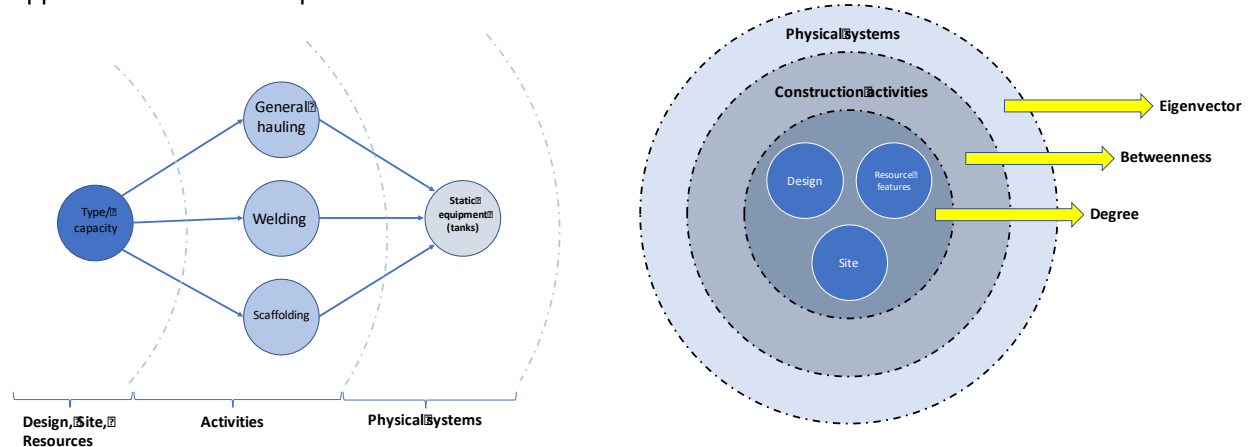 General
hauling
Type/
capacity
Welding
Static
equipment
(tanks)
Scaffolding
Design, Site,
Resources
Activities
Physical systems
Physical systems
Construction activities
Design
Resource
features
Site
Eigenvector
Betweenness
Degree